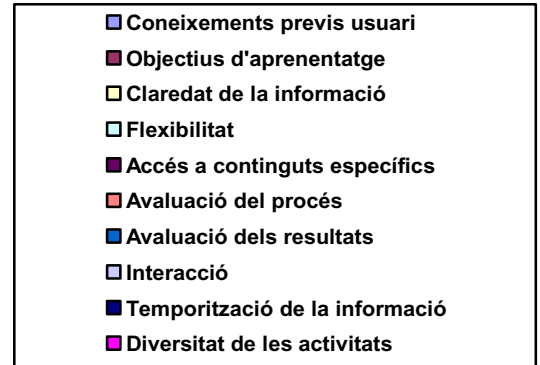 Coneixements previs usuari
Objectius d'aprenentatge
Claredat de la informació
Flexibilitat
Accés a continguts específics
Avaluació del procés
Avaluació dels resultats
Interacció
Temporització de la informació
Diversitat de les activitats